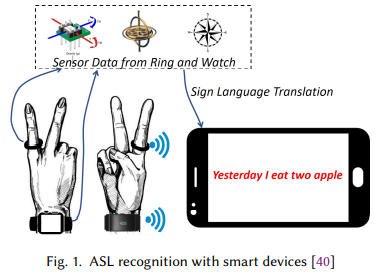 Sensor Data from Ring and Watch
Sign Language Translation
Yesterday I eat two apple
Fig. 1. ASL recognition with smart devices [40]